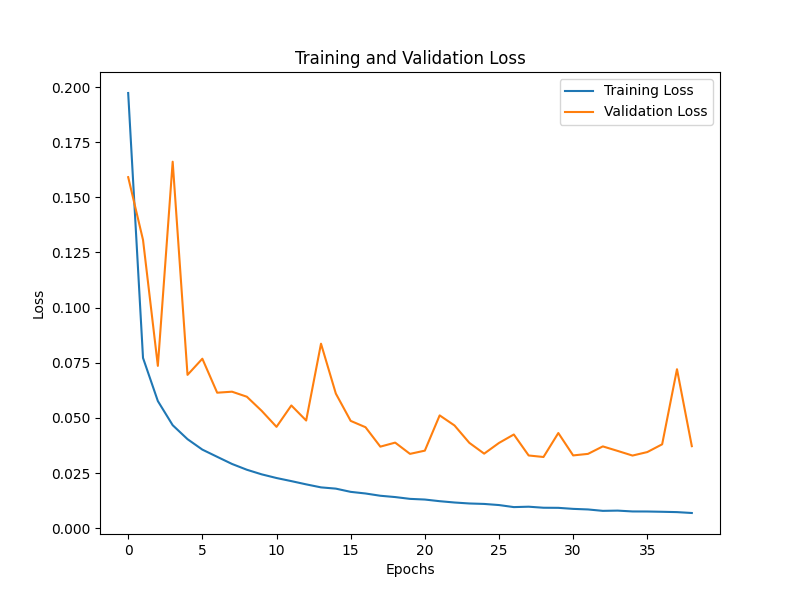 Training and Validation Loss
Training Loss
Validation Loss
Loss
0.200
0.175
0.150
0.125
0.100
0.075
0.050
0.025
0.000
0 5 10 15 20 25 30 35
Epochs